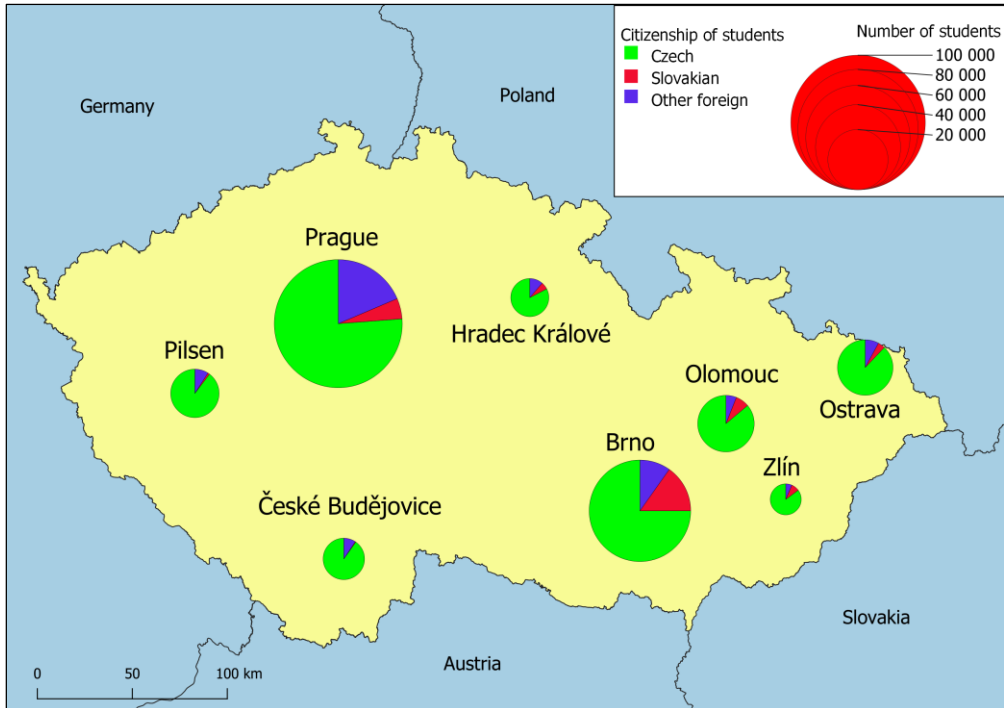 Citizenship of students
Czech
Slovakian
Other foreign
Number of students
100 000
80 000
60 000
40 000
20 000
Germany
Poland
Prague
Hradec Králové
Pilsen
Olomouc
Ostrava
Brno
Zlín
České Budějovice
Slovakia
Austria
0 50 100 km